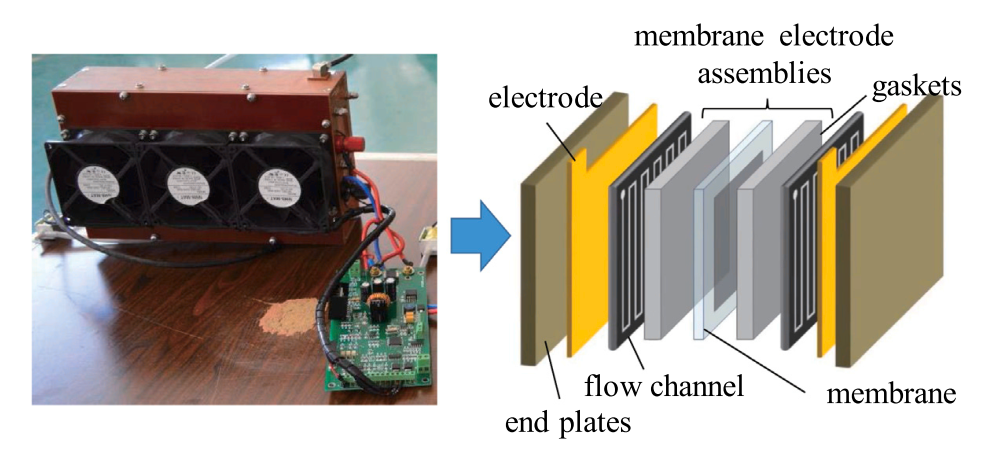 membrane electrode
assemblies
gaskets
electrode
flow channel
membrane
end plates